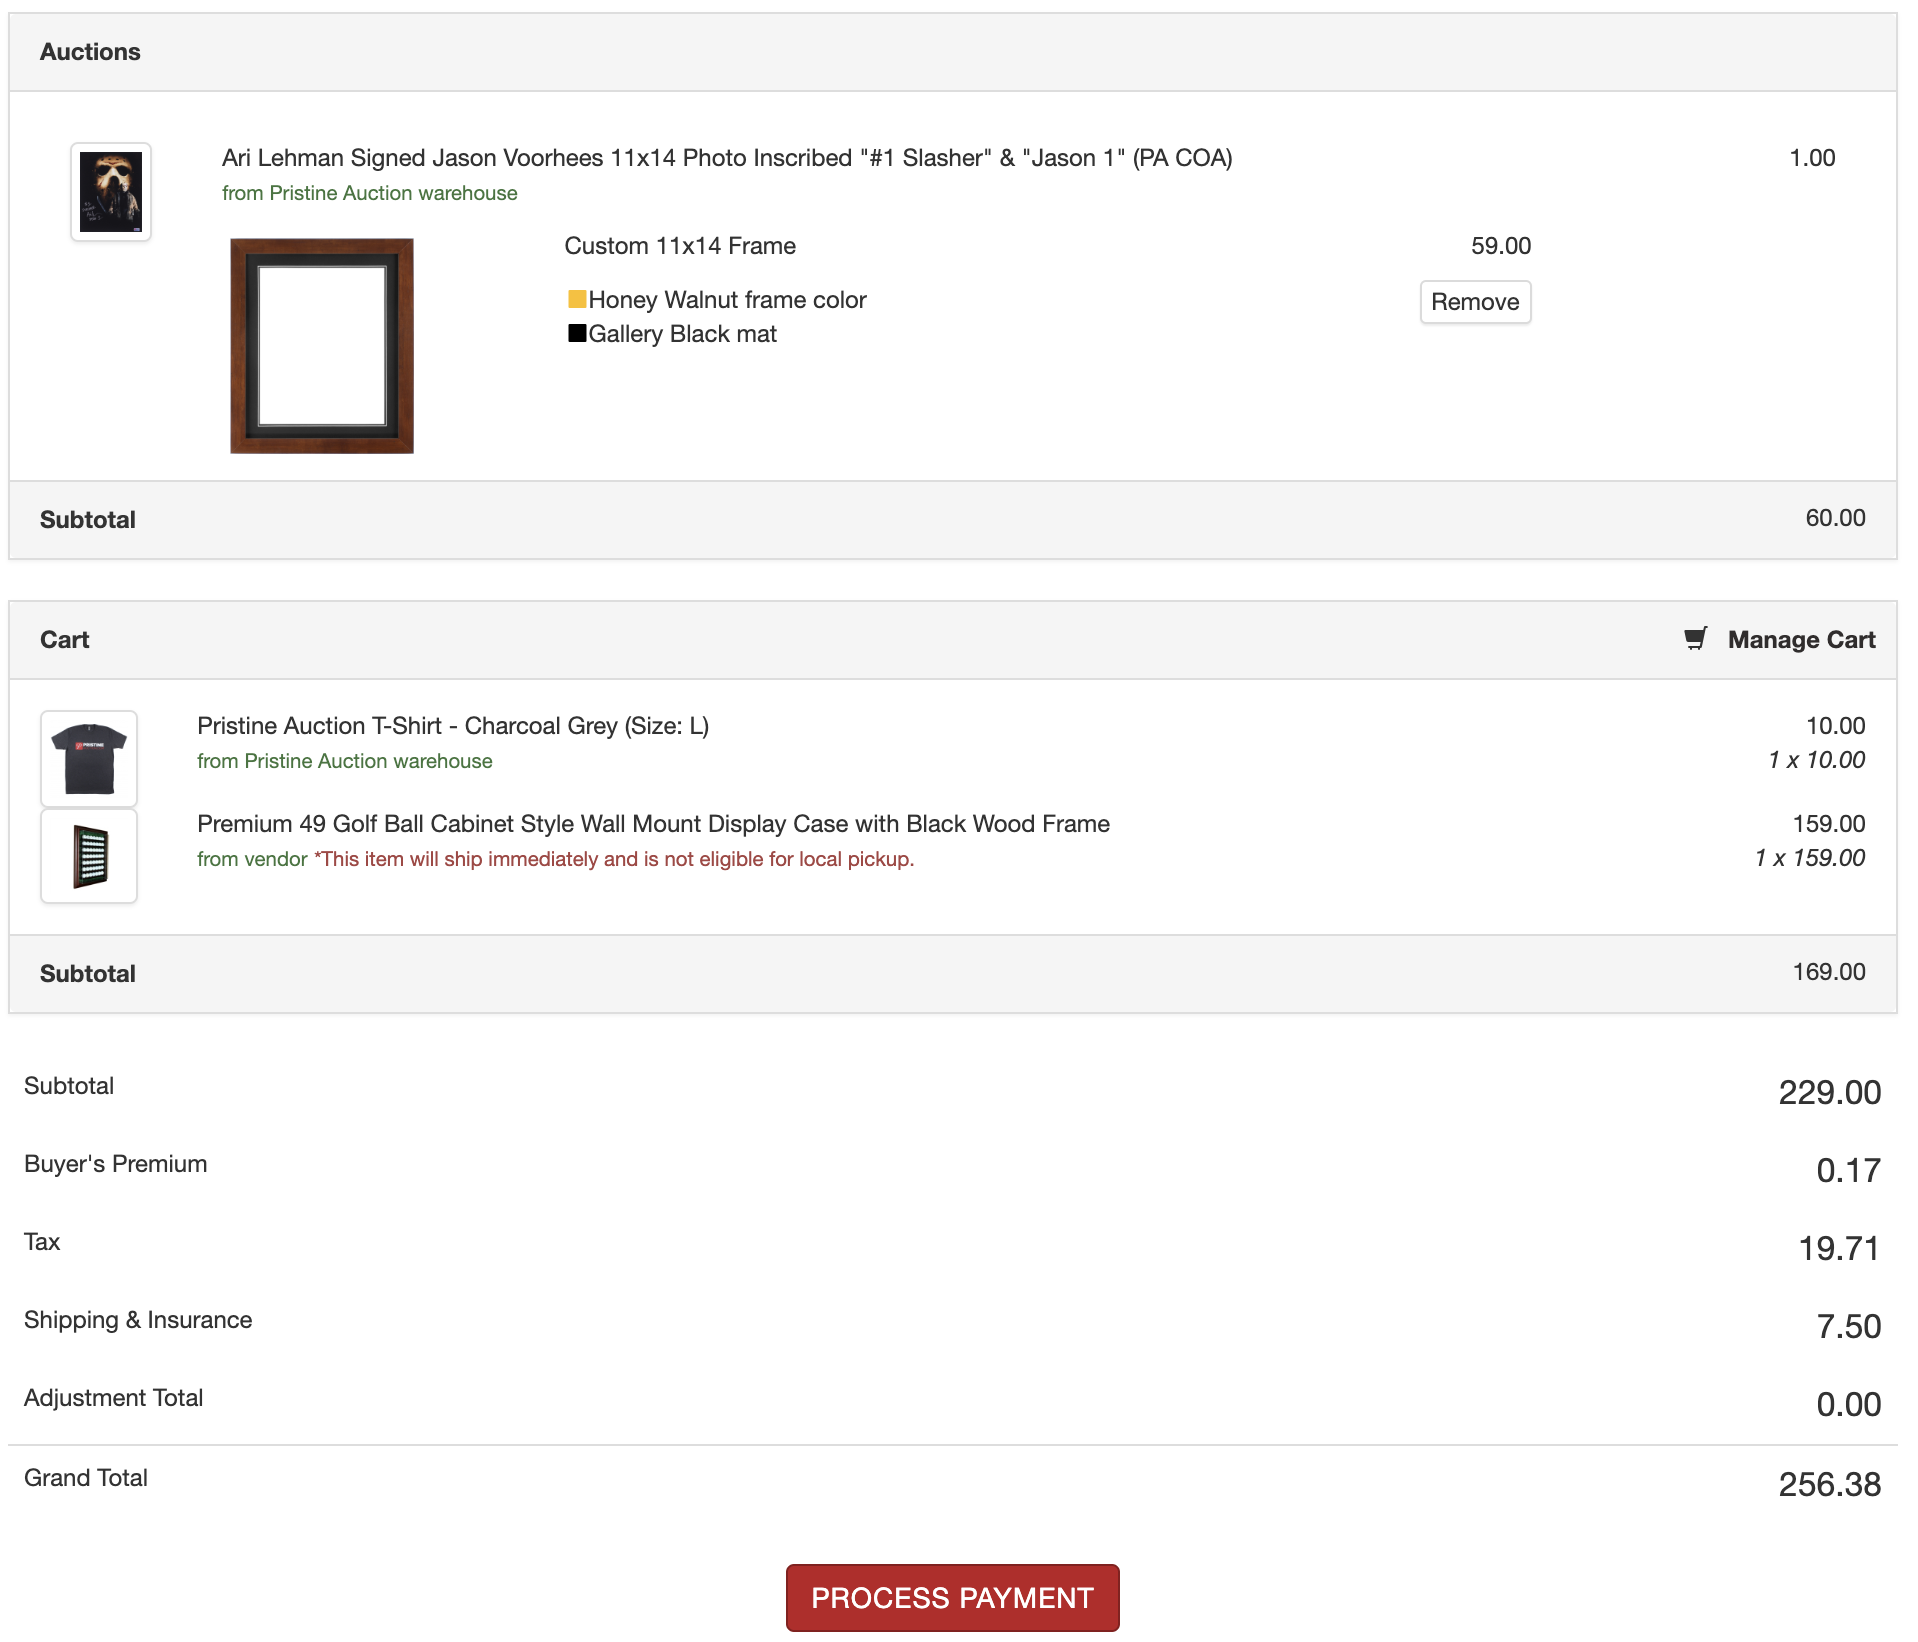 Auctions
Ari Lehman Signed Jason Voorhees 11x14 Photo Inscribed "#1 Slasher" & "Jason 1" (PA COA) 1.00
from Pristine Auction warehouse
Custom 11x14 Frame 59.00
Honey Walnut frame color
Remove
Gallery Black mat
Subtotal 60.00
Cart Manage Cart
Pristine Auction T-Shirt - Charcoal Grey (Size: L) 10.00
from Pristine Auction warehouse 1 x 10.00
PRISTINE
Premium 49 Golf Ball Cabinet Style Wall Mount Display Case with Black Wood Frame 159.00
from vendor *This item will ship immediately and is not eligible for local pickup. 1 x 159.00
Subtotal 169.00
Subtotal 229.00
Buyer's Premium 0.17
Tax 19.71
Shipping & Insurance 7.50
Adjustment Total 0.00
Grand Total 256.38
PROCESS PAYMENT